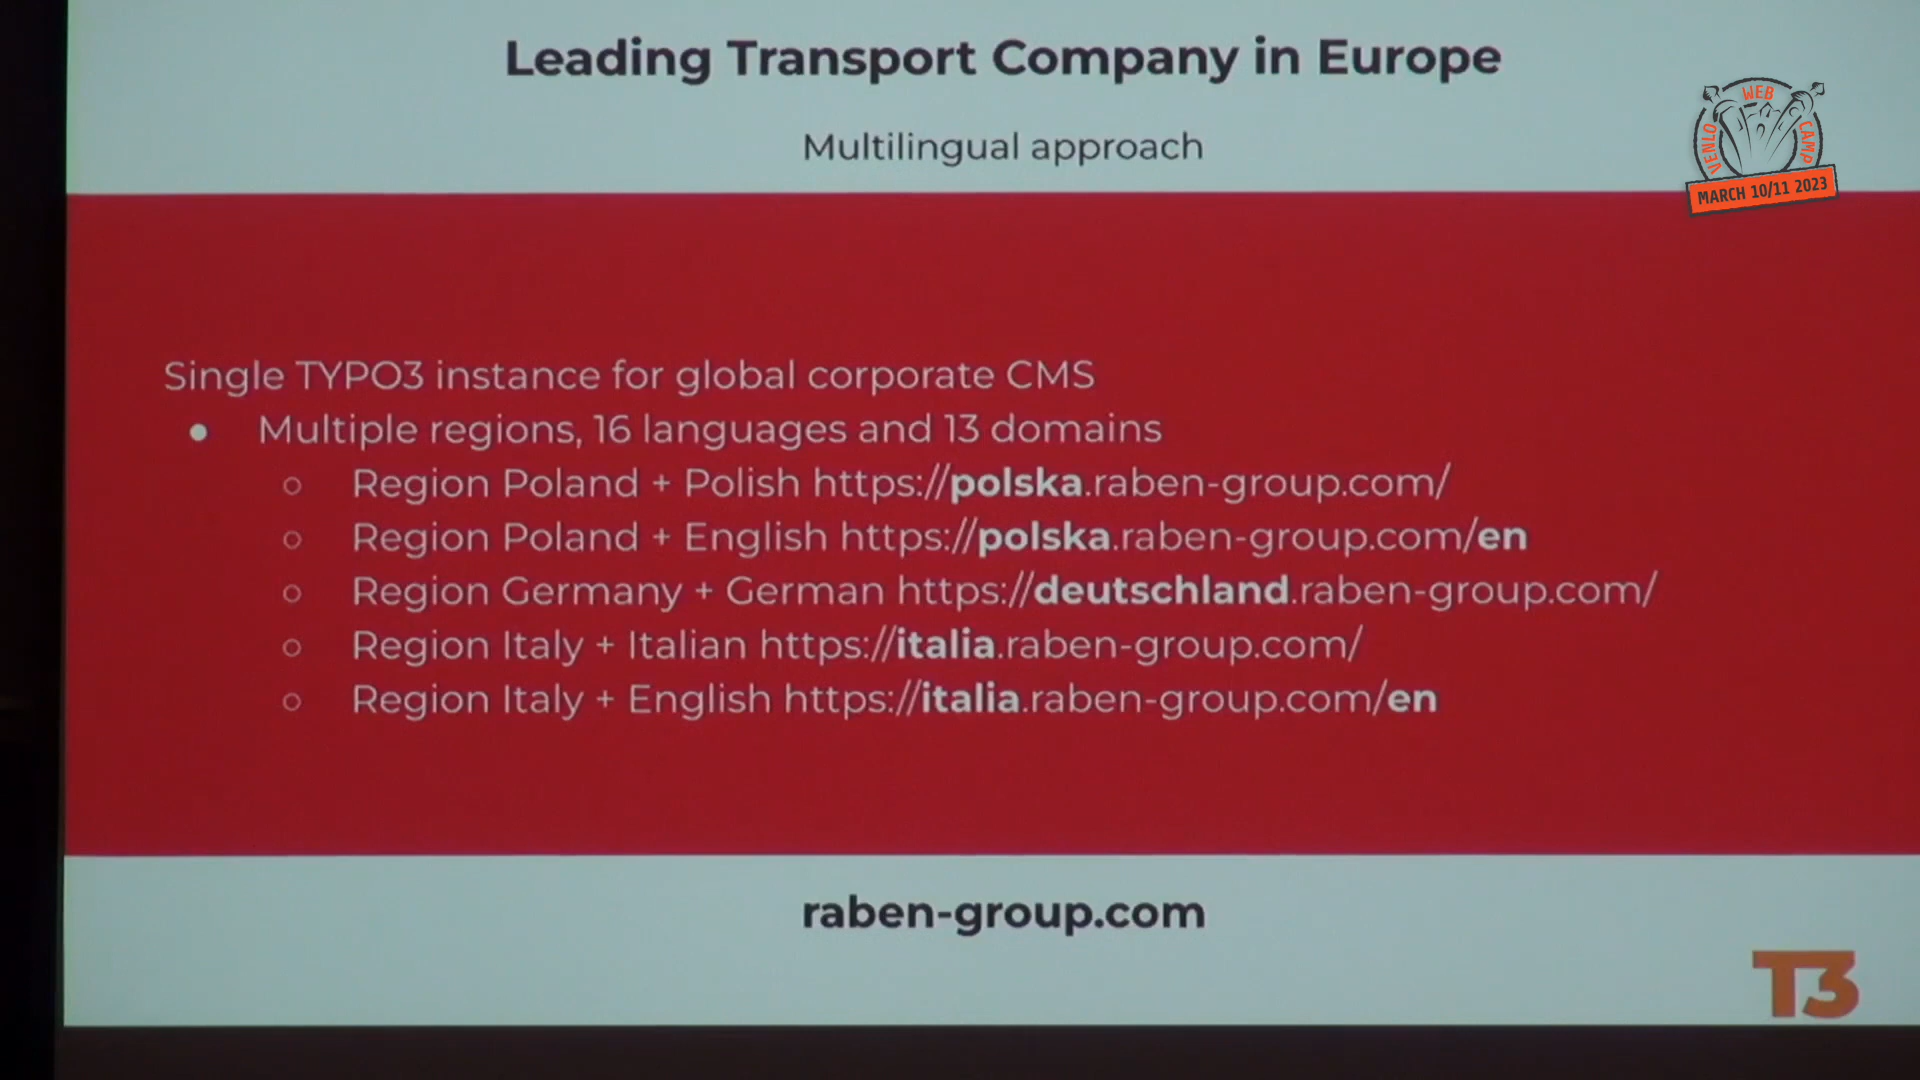 Leading Transport Company in Europe
Multilingual approach
VENLO WEB CAMP
MARCH 10/11 2023
Single TYPO3 instance for global corporate CMS
● Multiple regions, 16 languages and 13 domains
○ Region Poland + Polish https://polska.raben-group.com/
○ Region Poland + English https://polska.raben-group.com/en
○ Region Germany + German https://deutschland.raben-group.com/
○ Region Italy + Italian https://italia.raben-group.com/
○ Region Italy + English https://italia.raben-group.com/en
raben-group.com
T3